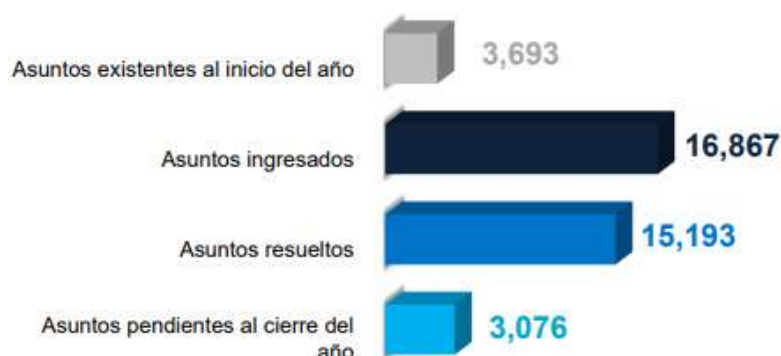 Asuntos existentes al inicio del año
3,693
Asuntos ingresados
16,867
Asuntos resueltos
15,193
Asuntos pendientes al cierre del
año
3,076